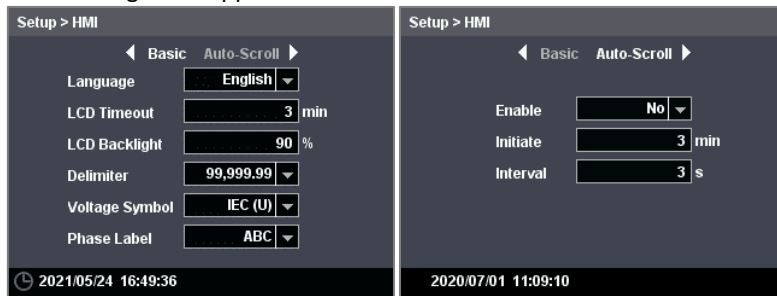 Setup > HMI
Basic Auto-Scroll
Language English
LCD Timeout 3 min
LCD Backlight 90 %
Delimiter 99,999.99
Voltage Symbol IEC (U)
Phase Label ABC
2021/05/24 16:49:36
Setup > HMI
Basic Auto-Scroll
Enable No
Initiate 3 min
Interval 3 s
2020/07/01 11:09:10